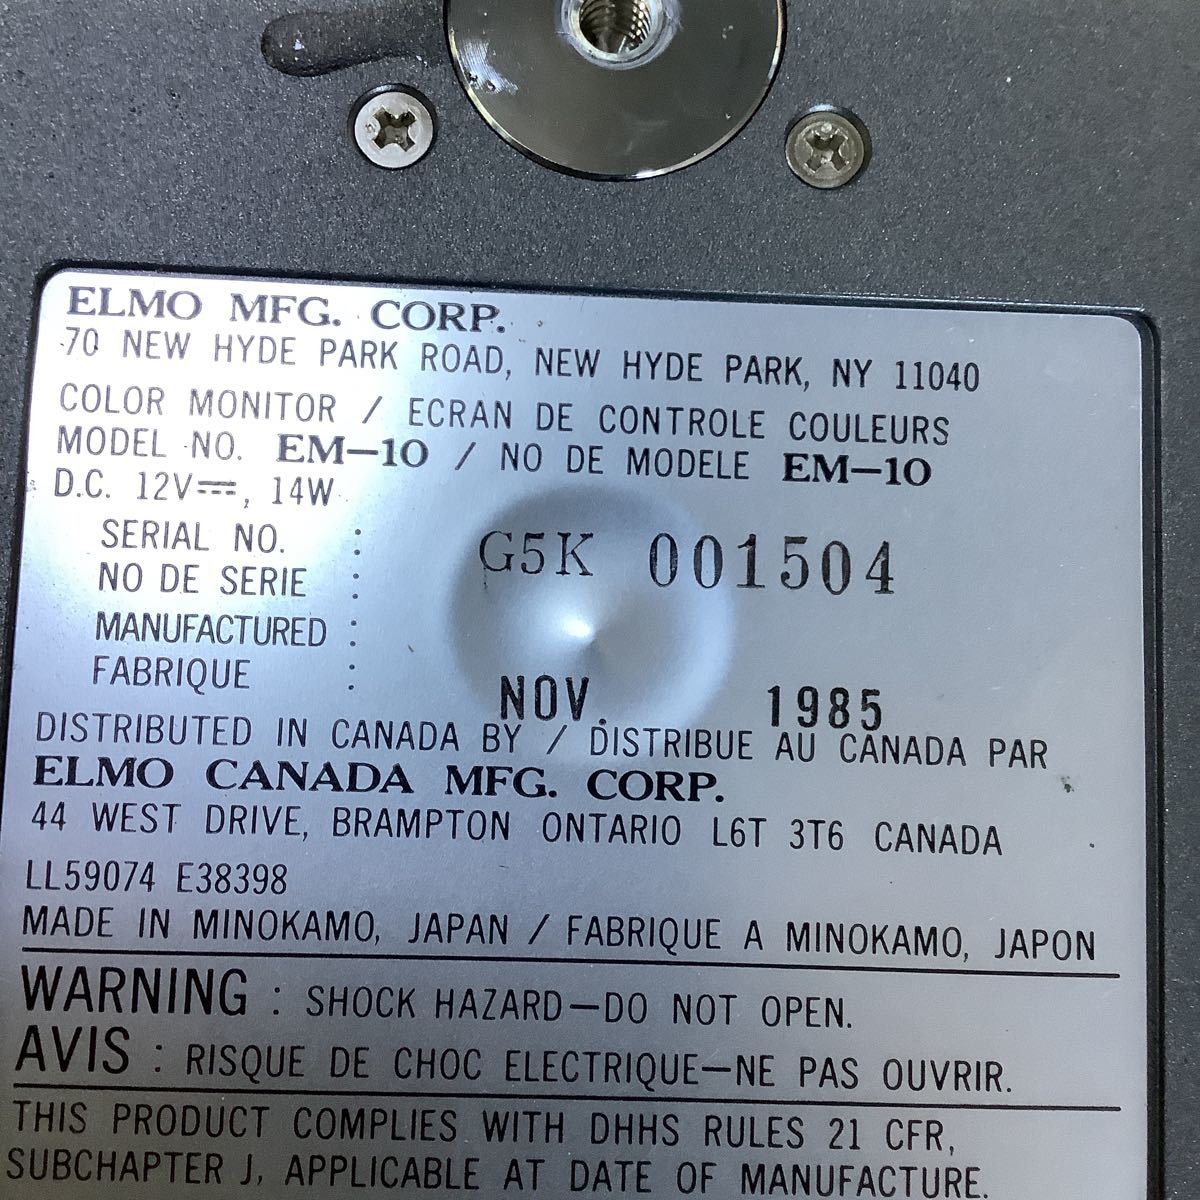 ELMO MFG. CORP.
70 NEW HYDE PARK ROAD, NEW HYDE PARK, NY 11040
COLOR MONITOR / ECRAN DE CONTROLE COULEURS
MODEL NO. EM-10 / NO DE MODELE EM-10
D.C. 12V⎓, 14W
SERIAL NO. : G5K 001504
NO DE SERIE :
MANUFACTURED :
FABRIQUE : NOV. 1985
DISTRIBUTED IN CANADA BY / DISTRIBUE AU CANADA PAR
ELMO CANADA MFG. CORP.
44 WEST DRIVE, BRAMPTON ONTARIO L6T 3T6 CANADA
LL59074 E38398
MADE IN MINOKAMO, JAPAN / FABRIQUE A MINOKAMO, JAPON
WARNING : SHOCK HAZARD-DO NOT OPEN.
AVIS : RISQUE DE CHOC ELECTRIQUE-NE PAS OUVRIR.
THIS PRODUCT COMPLIES WITH DHHS RULES 21 CFR,
SUBCHAPTER J, APPLICABLE AT DATE OF MANUFACTURE.